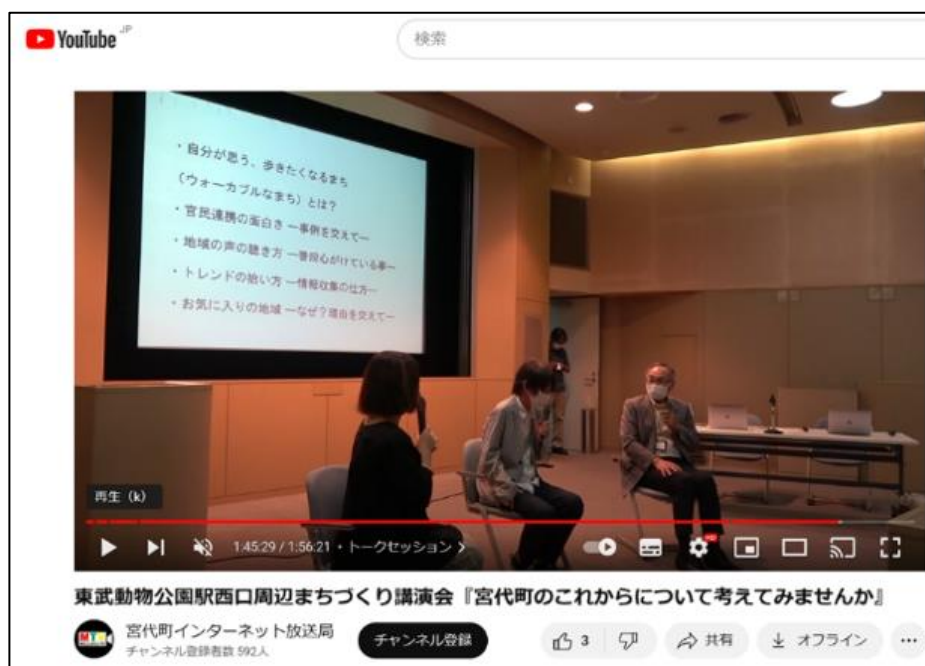 YouTube JP
検索
・自分が思う、歩きたくなるまち
（ウォーカブルなまち）とは？
・官民連携の面白さ ―事例を交えて―
・地域の声の聴き方 ―普段心がけている事―
・トレンドの拾い方 ―情報収集の仕方―
・お気に入りの地域 ―なぜ？理由を交えて―
再生（k）
1:45:29 / 1:56:21・トークセッション
HD
東武動物公園駅西口周辺まちづくり講演会『宮代町のこれからについて考えてみませんか』
宮代町インターネット放送局
チャンネル登録者数 592人
チャンネル登録
3
共有
オフライン